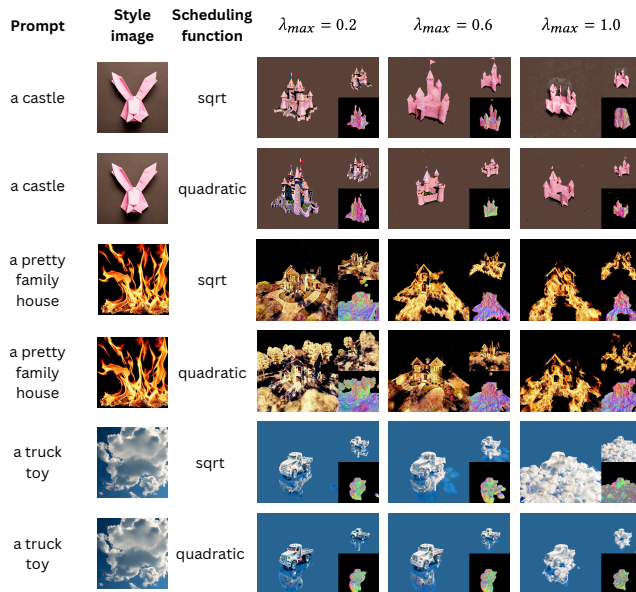 Prompt
Style image
Scheduling function
λmax = 0.2
λmax = 0.6
λmax = 1.0
a castle
sqrt
a castle
quadratic
a pretty
family
house
sqrt
a pretty
family
house
quadratic
a truck
toy
sqrt
a truck
toy
quadratic